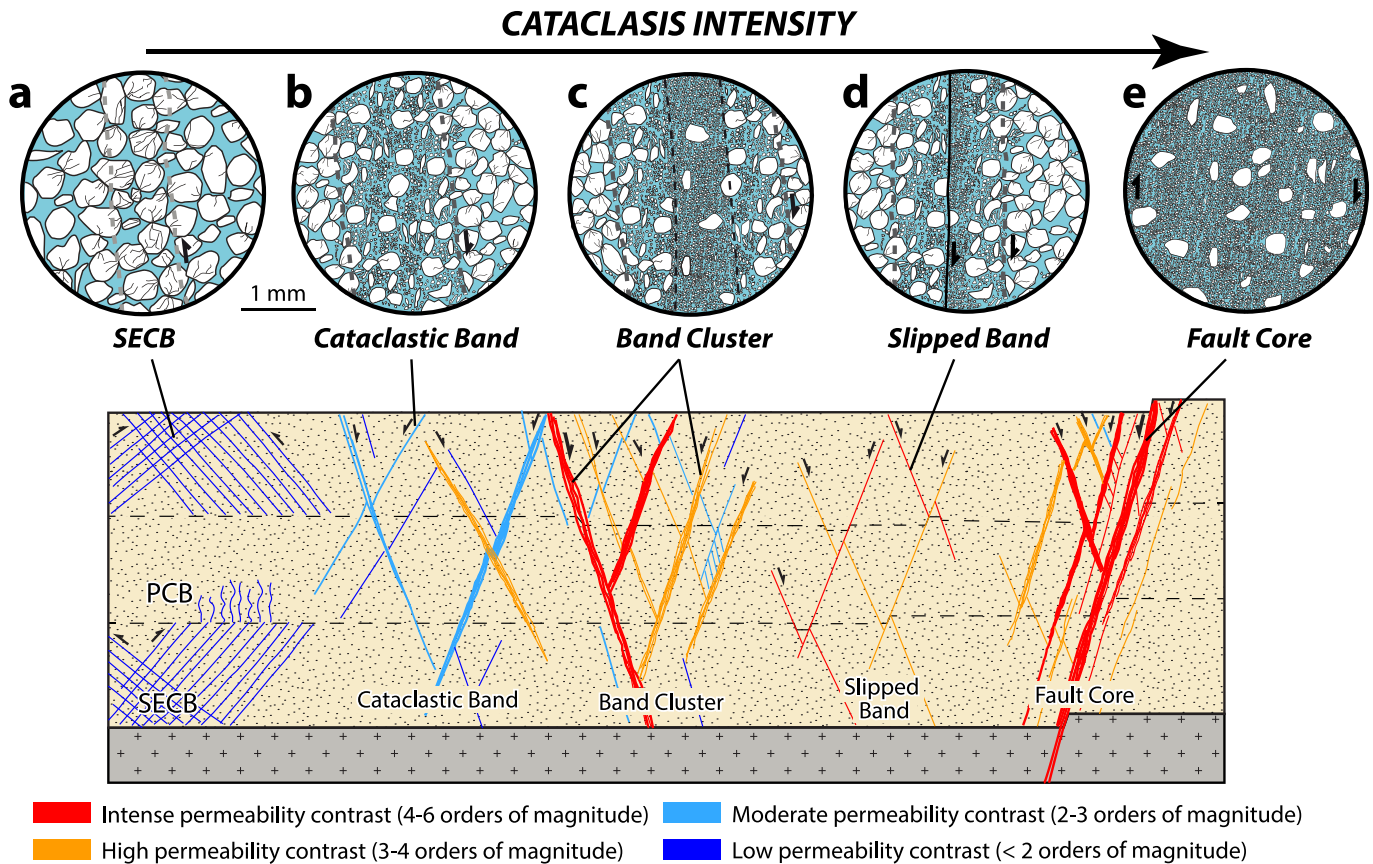 CATACLASIS INTENSITY
a
b
c
d
e
1 mm
SECB
Cataclastic Band
Band Cluster
Slipped Band
Fault Core
PCB
SECB
Cataclastic Band
Band Cluster
Slipped
Band
Fault Core
Intense permeability contrast (4-6 orders of magnitude)
Moderate permeability contrast (2-3 orders of magnitude)
High permeability contrast (3-4 orders of magnitude)
Low permeability contrast (< 2 orders of magnitude)